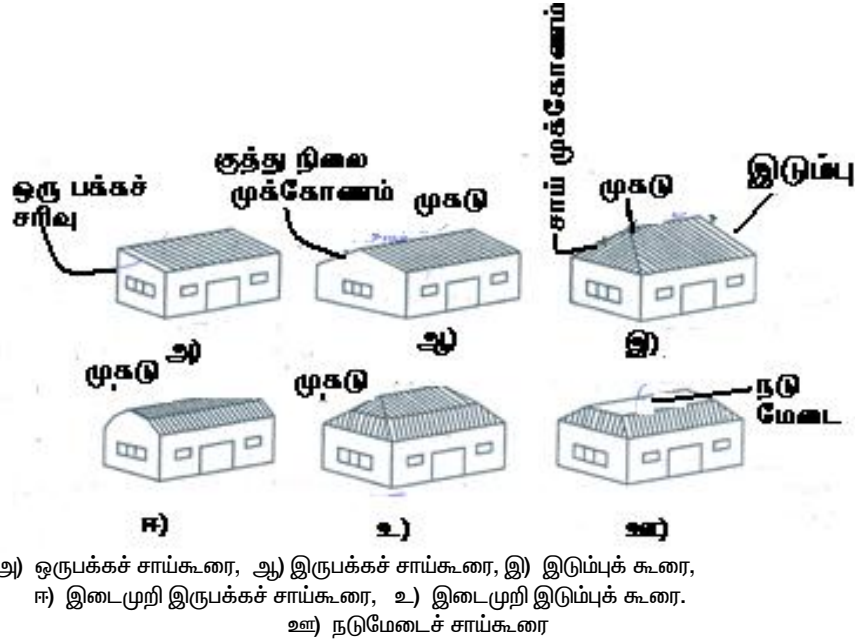 ஒரு பக்கச்
சரிவு
குத்து நிலை
முக்கோணம்
முகடு
சாய் முக்கோணம்
முகடு
இடும்பு
அ)
ஆ)
இ)
முகடு
முகடு
நடு
மேடை
ஈ)
உ)
ஊ)
அ) ஒருபக்கச் சாய்கூரை, ஆ) இருபக்கச் சாய்கூரை, இ) இடும்புக் கூரை,
ஈ) இடைமுறி இருபக்கச் சாய்கூரை, உ) இடைமுறி இடும்புக் கூரை.
ஊ) நடுமேடைச் சாய்கூரை